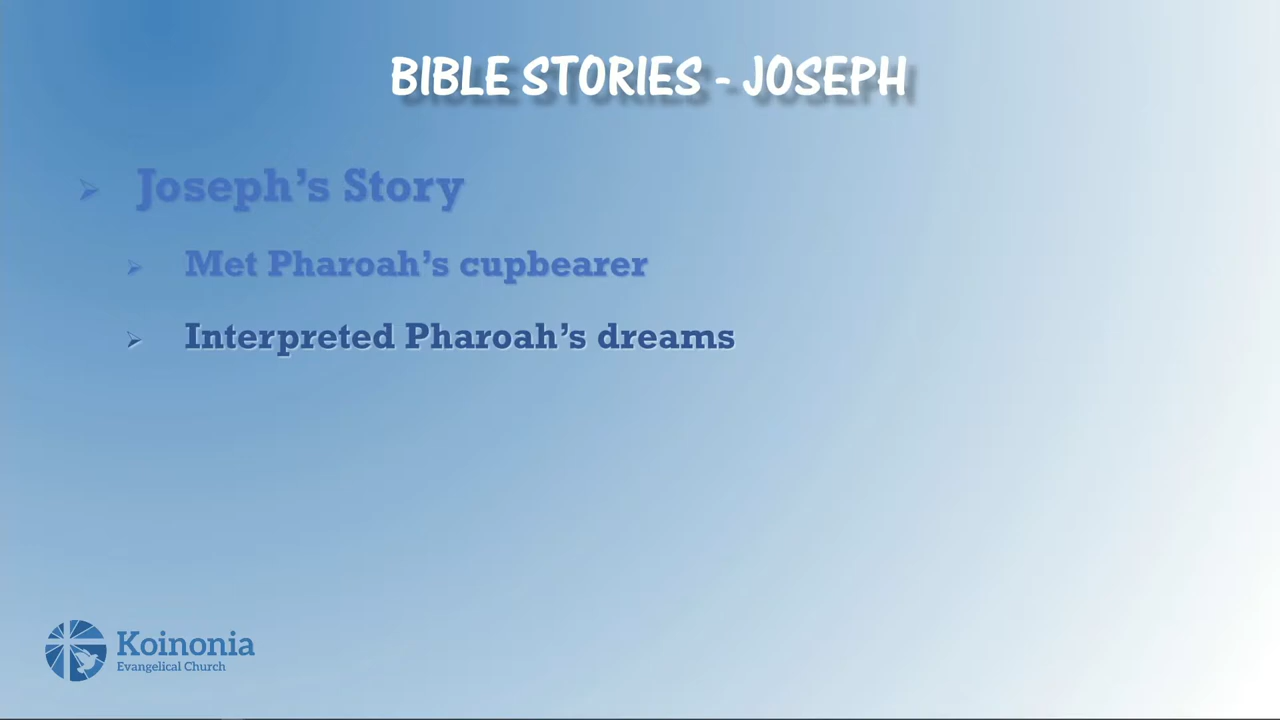 BIBLE STORIES - JOSEPH
Joseph's Story
Met Pharoah's cupbearer
Interpreted Pharoah's dreams
Koinonia
Evangelical Church